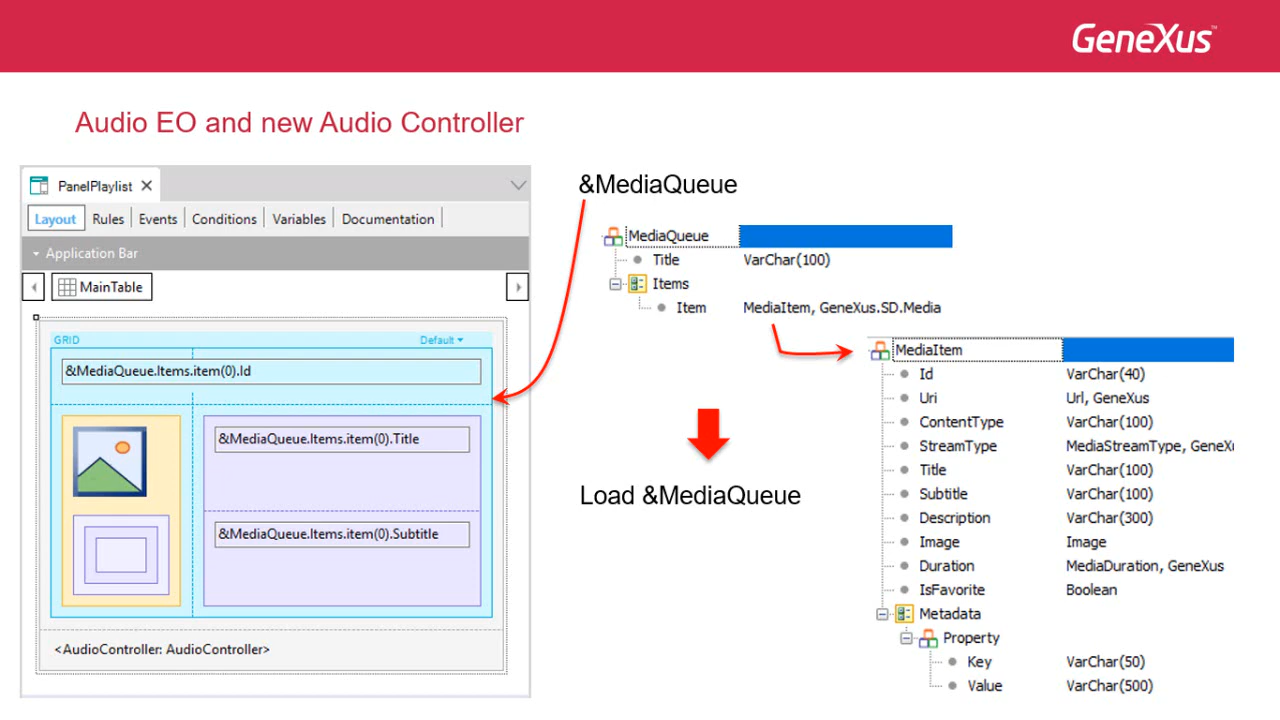 GeneXus™
Audio EO and new Audio Controller
PanelPlaylist
Layout Rules Events Conditions Variables Documentation
Application Bar
MainTable
GRID Default
&MediaQueue.Items.item(0).Id
&MediaQueue.Items.item(0).Title
&MediaQueue.Items.item(0).Subtitle
<AudioController: AudioController>
&MediaQueue
MediaQueue
Title VarChar(100)
Items
Item MediaItem, GeneXus.SD.Media
Load &MediaQueue
MediaItem
Id VarChar(40)
Uri Url, GeneXus
ContentType VarChar(100)
StreamType MediaStreamType, GeneXu
Title VarChar(100)
Subtitle VarChar(100)
Description VarChar(300)
Image Image
Duration MediaDuration, GeneXus
IsFavorite Boolean
Metadata
Property
Key VarChar(50)
Value VarChar(500)